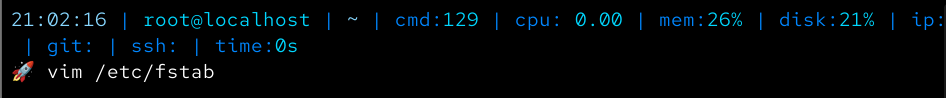 21:02:16 | root@localhost | ~ | cmd:129 | cpu: 0.00 | mem:26% | disk:21% | ip:
| git: | ssh: | time:0s
🚀 vim /etc/fstab